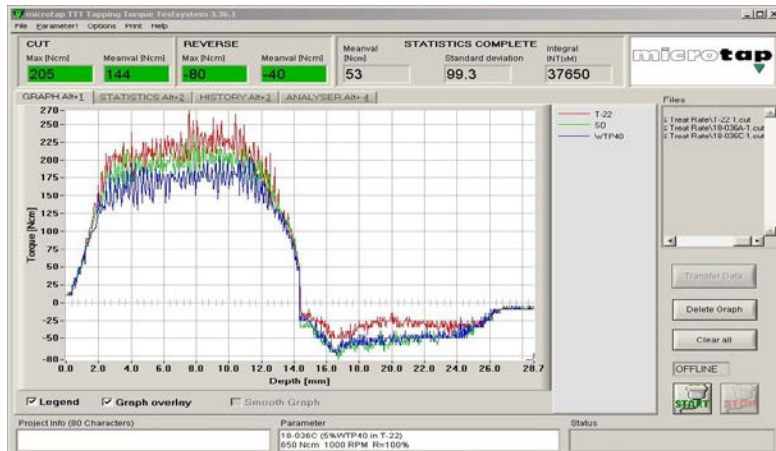 microtap TTT Tapping Torque Testsystem 3.36.1
File Parameter! Options Print Help
CUT
Max [Ncm] Meanval [Ncm]
205 144
REVERSE
Max [Ncm] Meanval [Ncm]
-80 -40
STATISTICS COMPLETE
Meanval [Ncm] Standard deviation Integral INT(xM)
53 99.3 37650
microtap
GRAPH Alt+1 STATISTICS Alt+2 HISTORY Alt+3 ANALYSER Alt+4
Torque [Ncm]
270
250
225
200
175
150
125
100
75
50
25
0
-25
-50
-80
0.0 2.0 4.0 6.0 8.0 10.0 12.0 14.0 16.0 18.0 20.0 22.0 24.0 26.0 28.7
Depth [mm]
T-22
SO
WTP40
Files
Treat Rate\T-22 1.cut
Treat Rate\18-036A-1.cut
Treat Rate\18-036C-1.cut
Transfer Data
Delete Graph
Clear all
OFFLINE
START STOP
Legend Graph overlay Smooth Graph
Project Info (80 Characters) Parameter Status
18-036C (5%WTP40 in T-22)
650 Ncm 1000 RPM R=100%